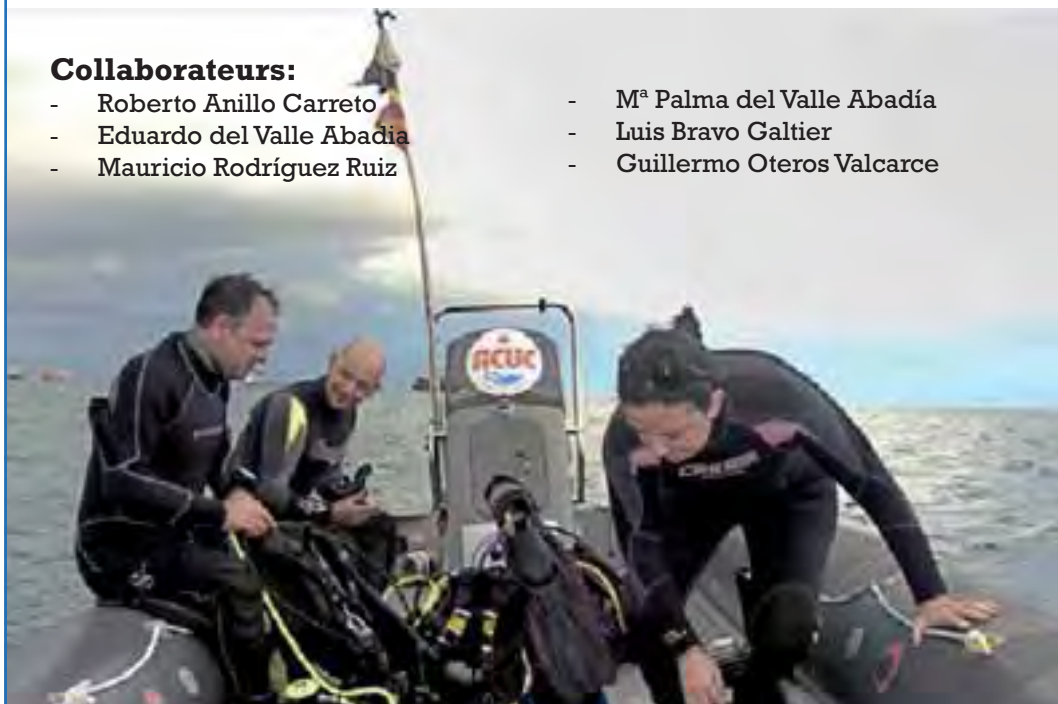 Collaborateurs:
- Roberto Anillo Carreto
- Eduardo del Valle Abadia
- Mauricio Rodríguez Ruiz
- Mª Palma del Valle Abadía
- Luis Bravo Galtier
- Guillermo Oteros Valcarce
ACUC
CRESSI